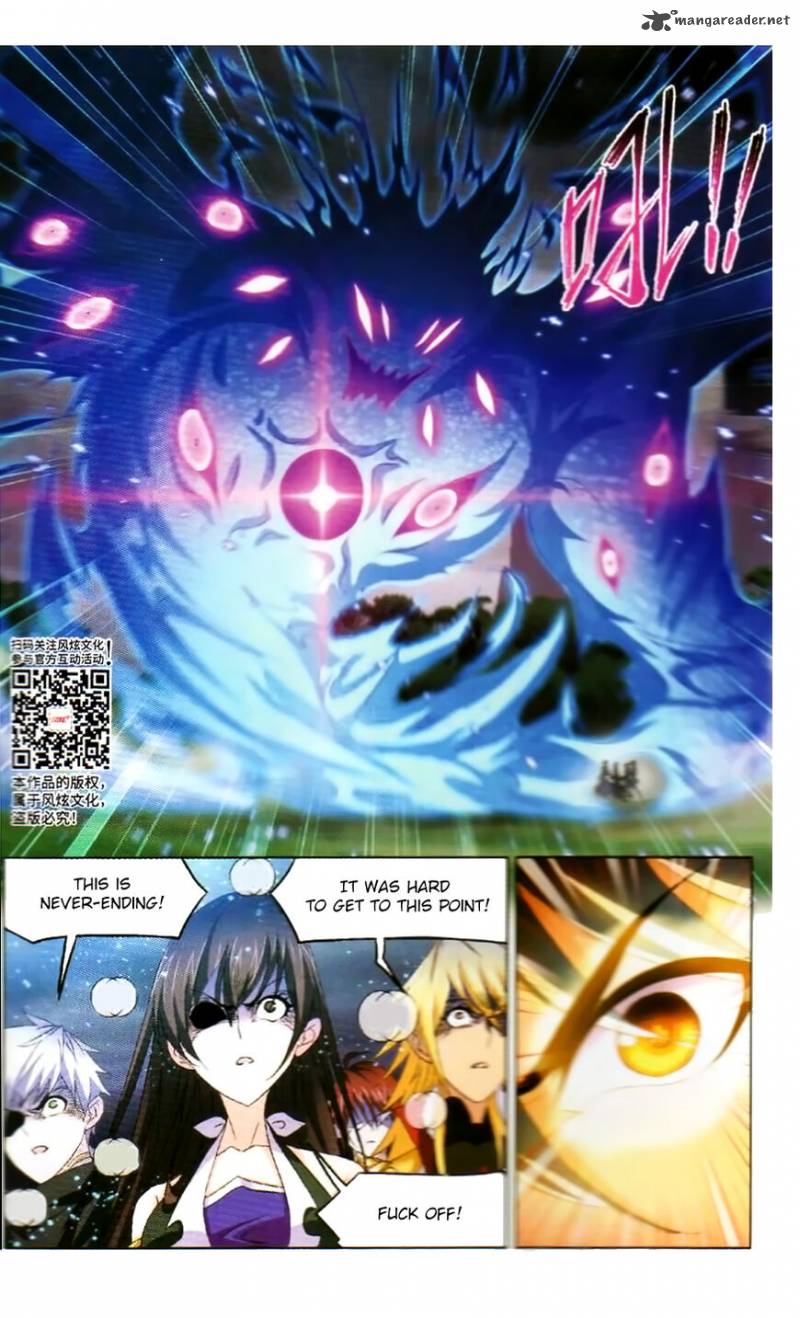 mangareader.net
吼!!
扫码关注风炫文化
参与官方互动活动!
本作品的版权，
属于风炫文化，
盗版必究!
THIS IS
NEVER-ENDING!
IT WAS HARD
TO GET TO THIS POINT!
FUCK OFF!